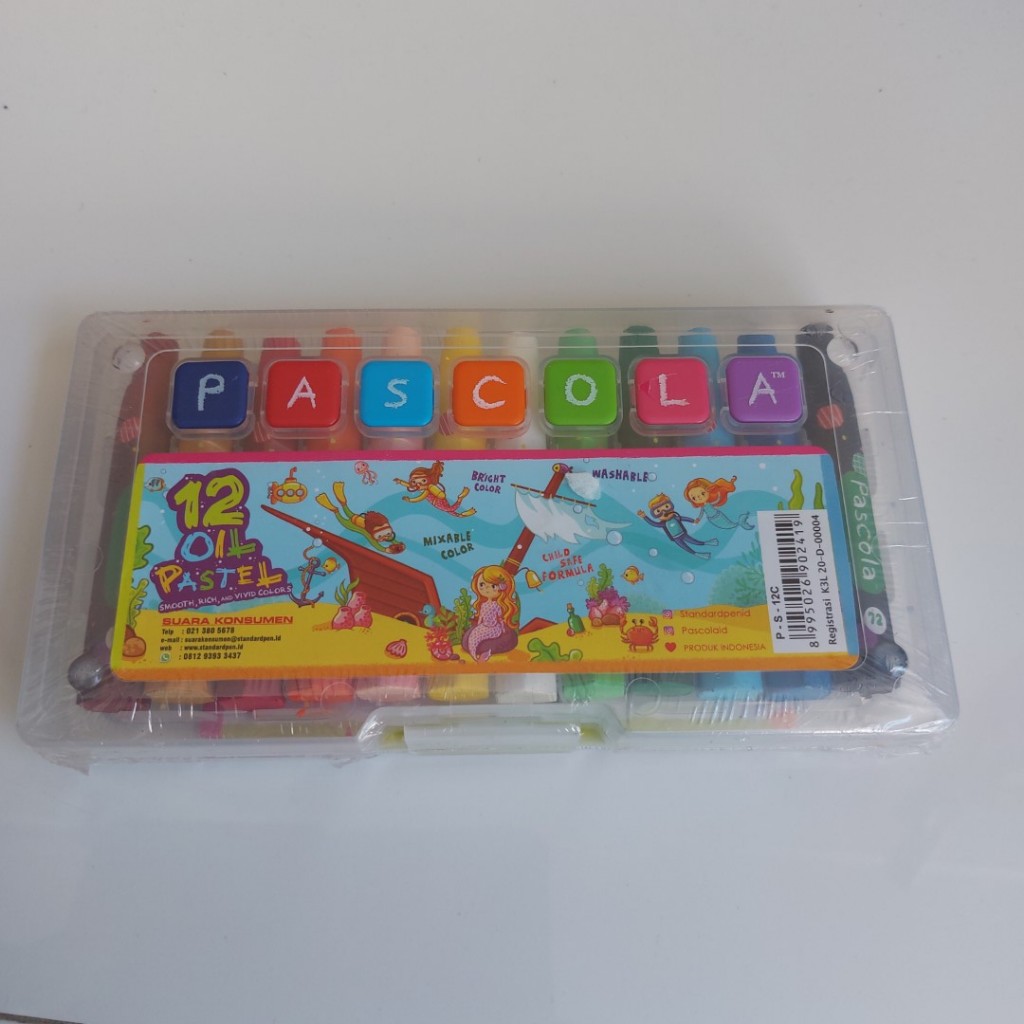 PASCOLA™
12
OIL
PASTEL
SMOOTH, RICH, AND VIVID COLORS
BRIGHT
COLOR
WASHABLE
MIXABLE
COLOR
CHILD
SAFE
FORMULA
SUARA KONSUMEN
Telp : 021 380 5678
e-mail : suarakonsumen@standardpen.id
web : www.standardpen.id
: 0812 9393 3437
Standardpenid
Pascolaid
PRODUK INDONESIA
P - S - 12C
8 995026 902419
Registrasi K3L 20-D-00004
#Pascola
12